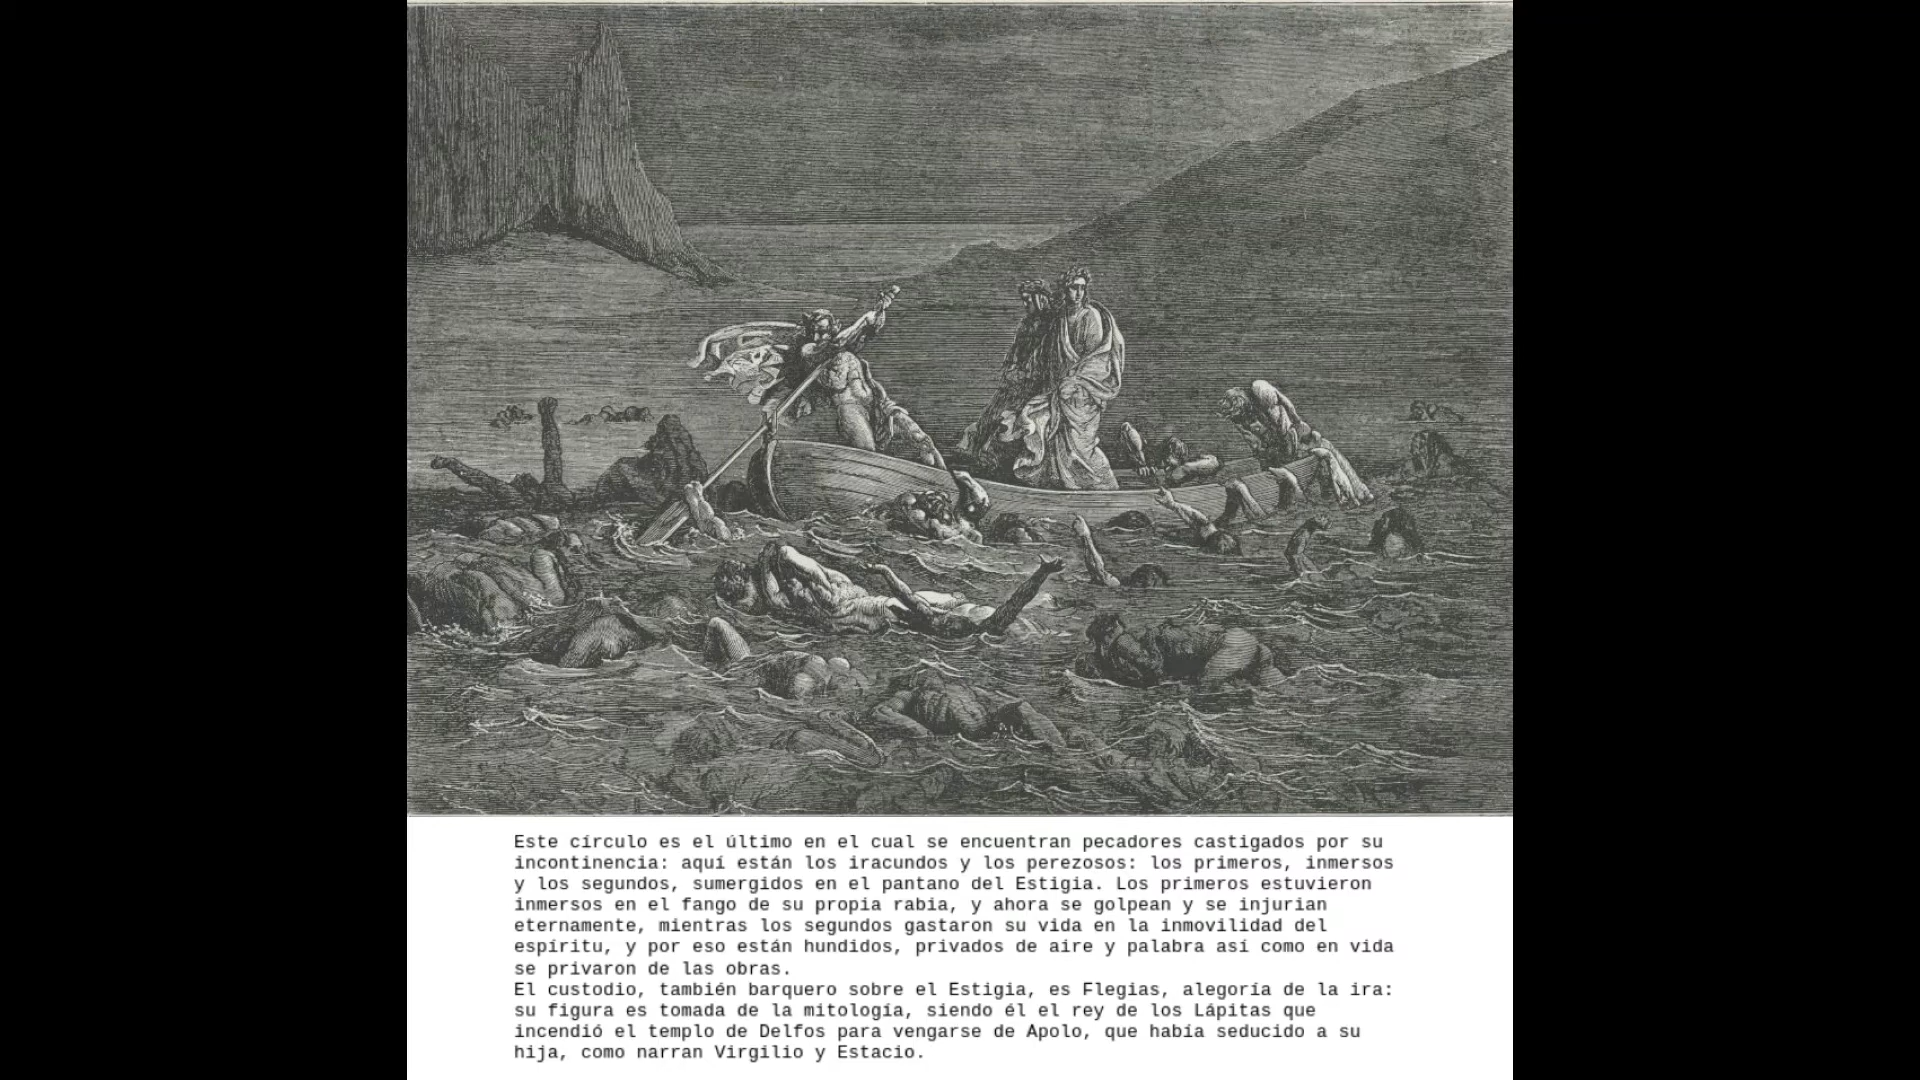 Este círculo es el último en el cual se encuentran pecadores castigados por su
incontinencia: aquí están los iracundos y los perezosos: los primeros, inmersos
y los segundos, sumergidos en el pantano del Estigia. Los primeros estuvieron
inmersos en el fango de su propia rabia, y ahora se golpean y se injurian
eternamente, mientras los segundos gastaron su vida en la inmovilidad del
espíritu, y por eso están hundidos, privados de aire y palabra así como en vida
se privaron de las obras.
El custodio, también barquero sobre el Estigia, es Flegias, alegoría de la ira:
su figura es tomada de la mitología, siendo él el rey de los Lápitas que
incendió el templo de Delfos para vengarse de Apolo, que había seducido a su
hija, como narran Virgilio y Estacio.